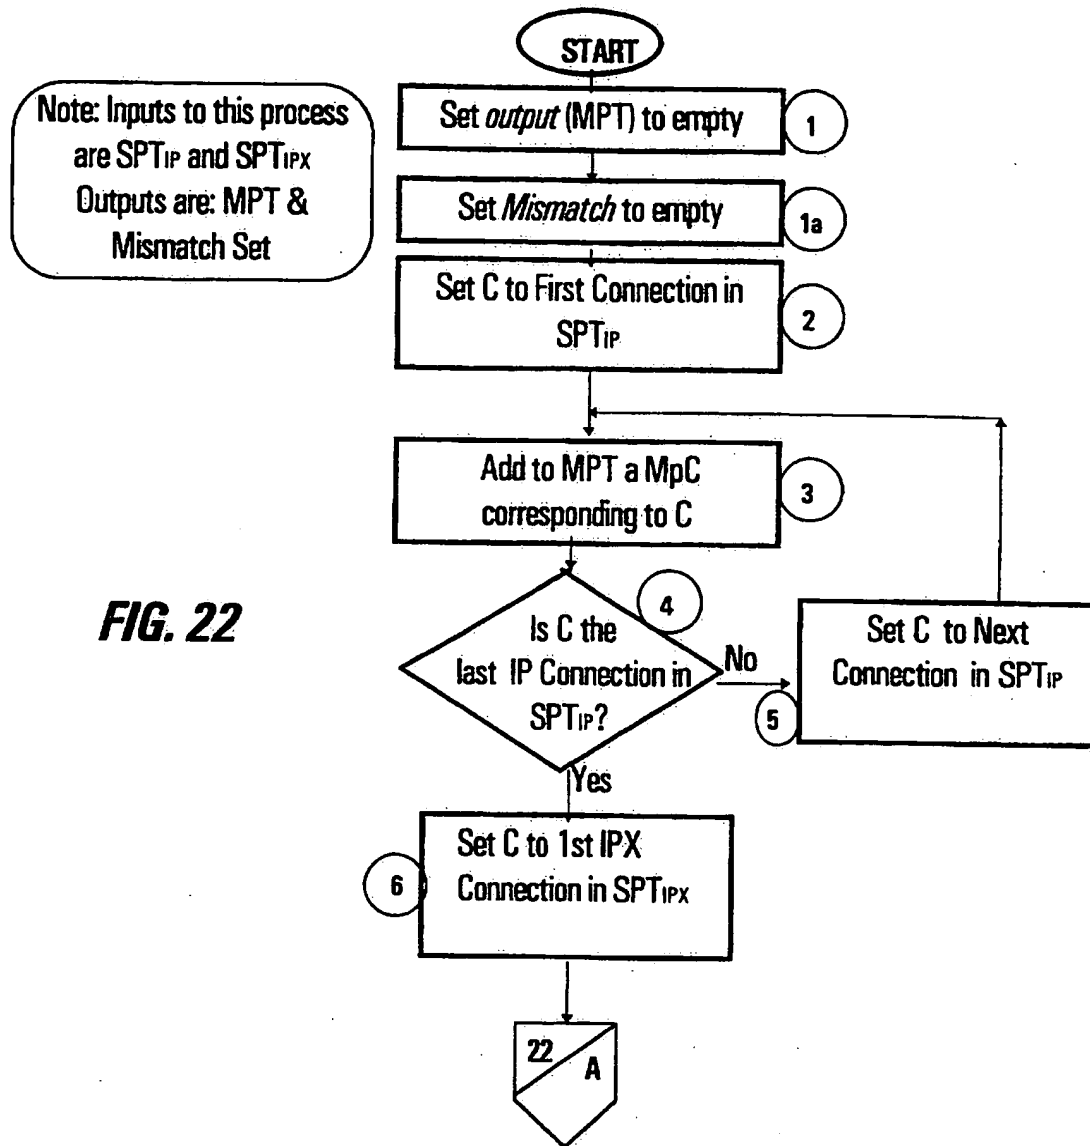 START
Note: Inputs to this process
are SPTIP and SPTIPX
Outputs are: MPT &
Mismatch Set
Set output (MPT) to empty
1
Set Mismatch to empty
1a
Set C to First Connection in
SPTIP
2
Add to MPT a MpC
corresponding to C
3
FIG. 22
4
Is C the
last IP Connection in
SPTIP?
No
Set C to Next
Connection in SPTIP
5
Yes
Set C to 1st IPX
Connection in SPTIPX
6
22
A